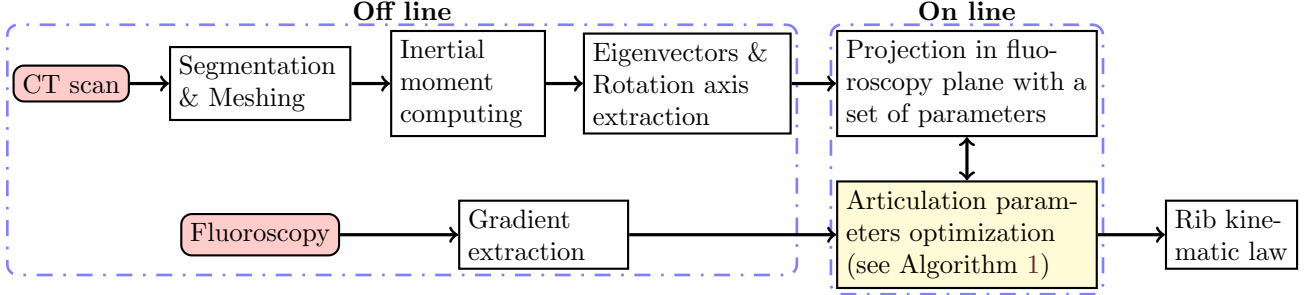 Off line
On line
CT scan
Segmentation
& Meshing
Inertial
moment
computing
Eigenvectors &
Rotation axis
extraction
Projection in fluo-
roscopy plane with a
set of parameters
Fluoroscopy
Gradient
extraction
Articulation param-
eters optimization
(see Algorithm 1)
Rib kine-
matic law